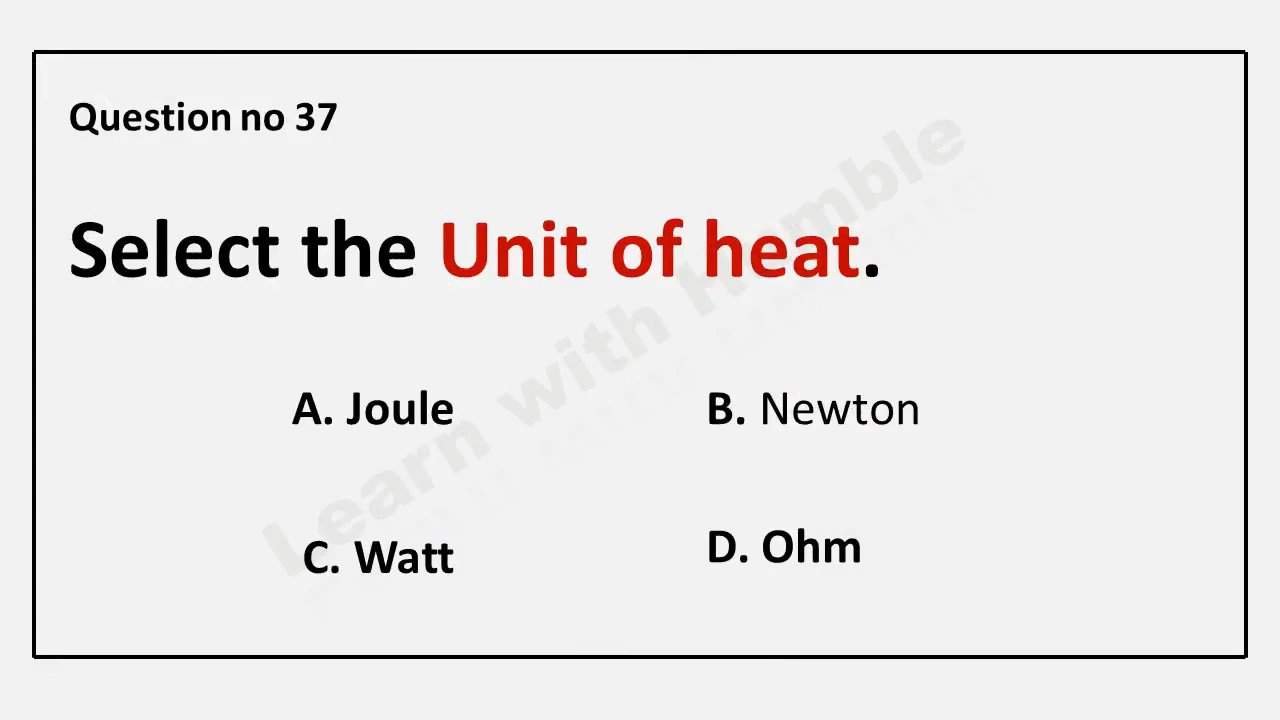 Question no 37
Select the Unit of heat.
A. Joule
B. Newton
C. Watt
D. Ohm
Learn with Humble